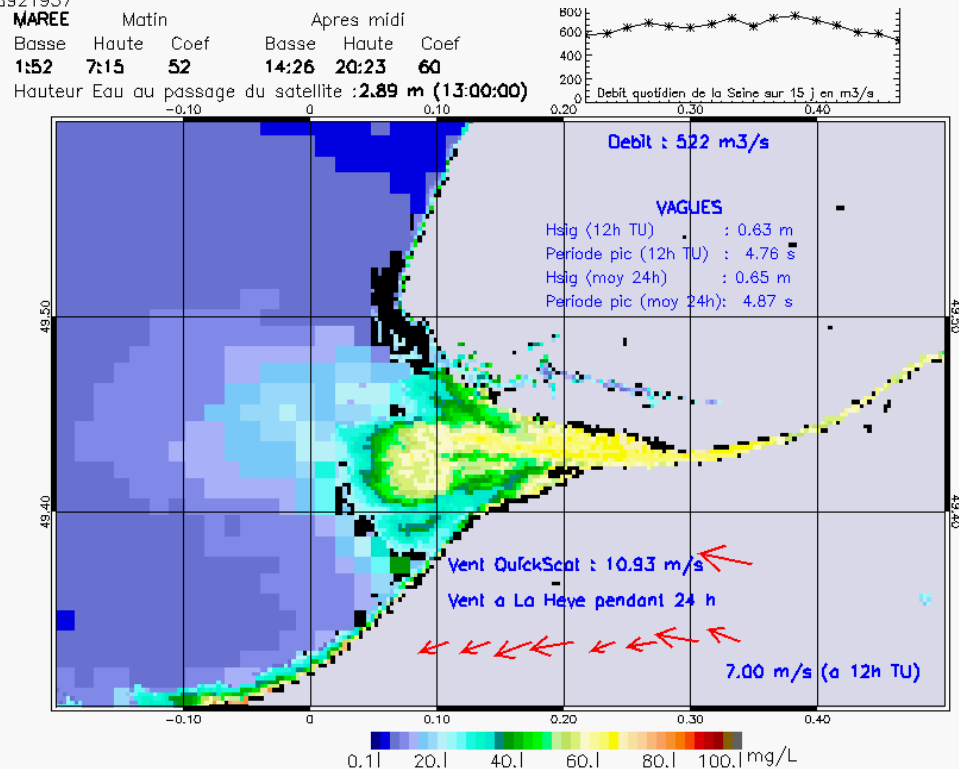 MAREE Matin Apres midi
Basse Haute Coef Basse Haute Coef
1:52 7:15 52 14:26 20:23 60
Hauteur Eau au passage du satellite :2.89 m (13:00:00)
800
600
400
200
0
Debit quotidien de la Seine sur 15 j en m3/s
-0.10 0 0.10 0.20 0.30 0.40
Debit : 522 m3/s
VAGUES
Hsig (12h TU) : 0.63 m
Periode pic (12h TU) : 4.76 s
Hsig (moy 24h) : 0.65 m
Periode pic (moy 24h): 4.87 s
49.50 49.50
49.40 49.40
Vent QuickScat : 10.93 m/s
Vent a La Heve pendant 24 h
7.00 m/s (a 12h TU)
-0.10 0 0.10 0.20 0.30 0.40
0.1 20. 40. 60. 80. 100. mg/L